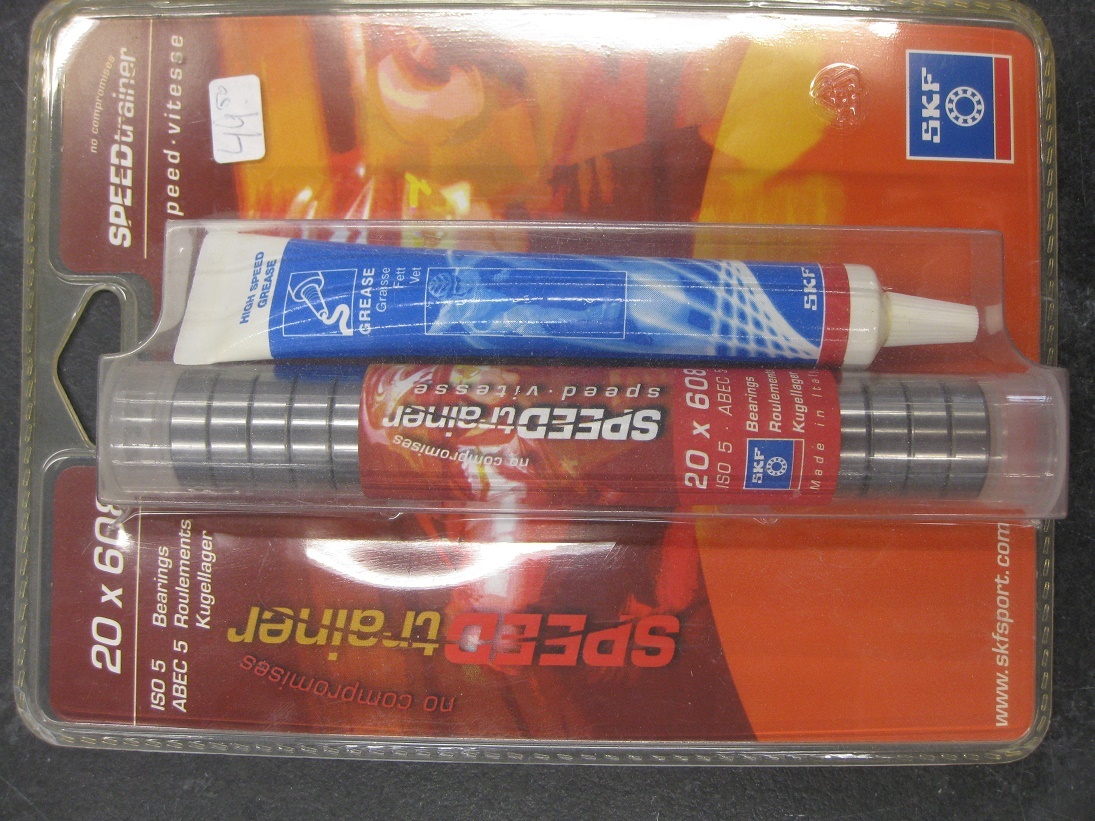 no compromises
SPEEDtrainer
speed·vitesse
SKF
HIGH SPEED
GREASE
GREASE
Graisse
Fett
Vet
SKF
speed·vitesse
SPEEDtrainer
no compromises
20 x 608
ISO 5 · ABEC 5
SKF
Bearings
Roulements
Kugellager
Made in Ital
20 x 608
ISO 5
ABEC 5
Bearings
Roulements
Kugellager
SPEEDtrainer
no compromises
www.skfsport.com